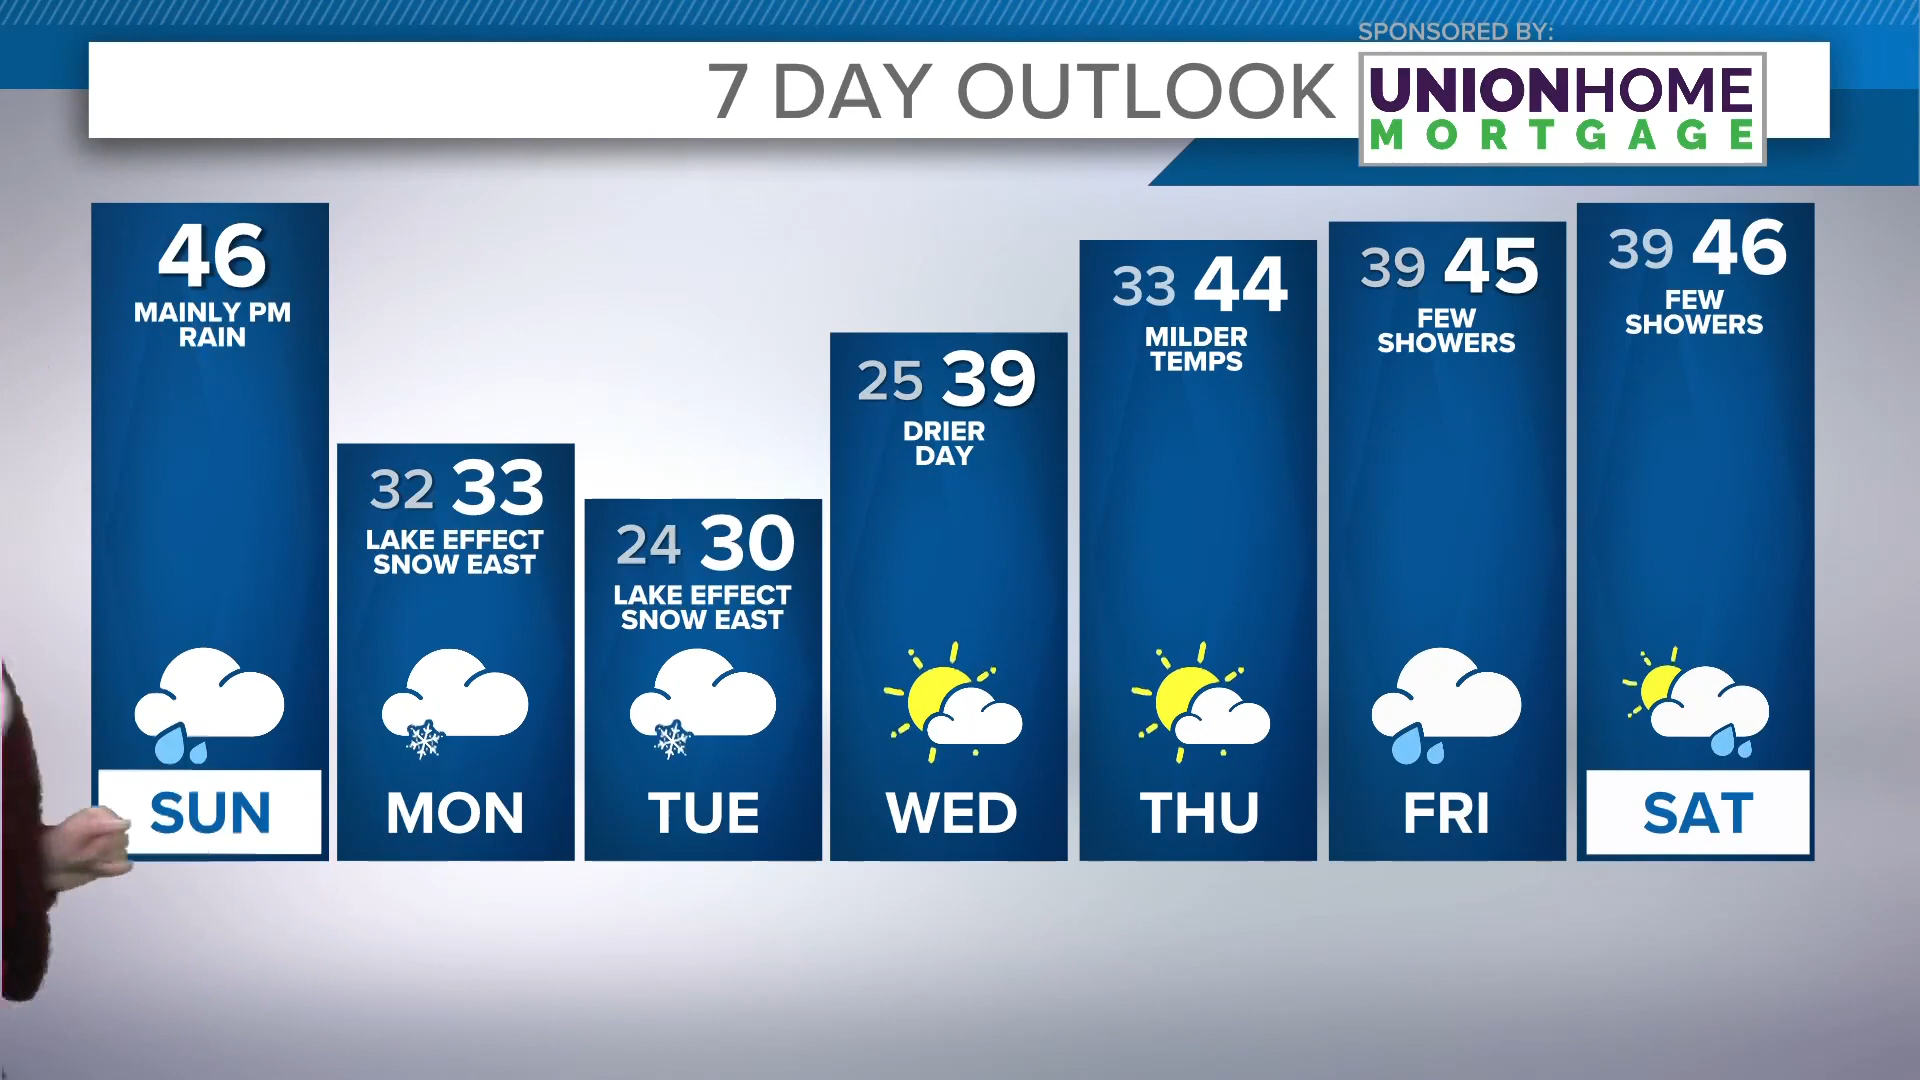 SPONSORED BY:
7 DAY OUTLOOK
UNIONHOME
MORTGAGE
46
MAINLY PM
RAIN
SUN
32 33
LAKE EFFECT
SNOW EAST
MON
24 30
LAKE EFFECT
SNOW EAST
TUE
25 39
DRIER
DAY
WED
33 44
MILDER
TEMPS
THU
39 45
FEW
SHOWERS
FRI
39 46
FEW
SHOWERS
SAT